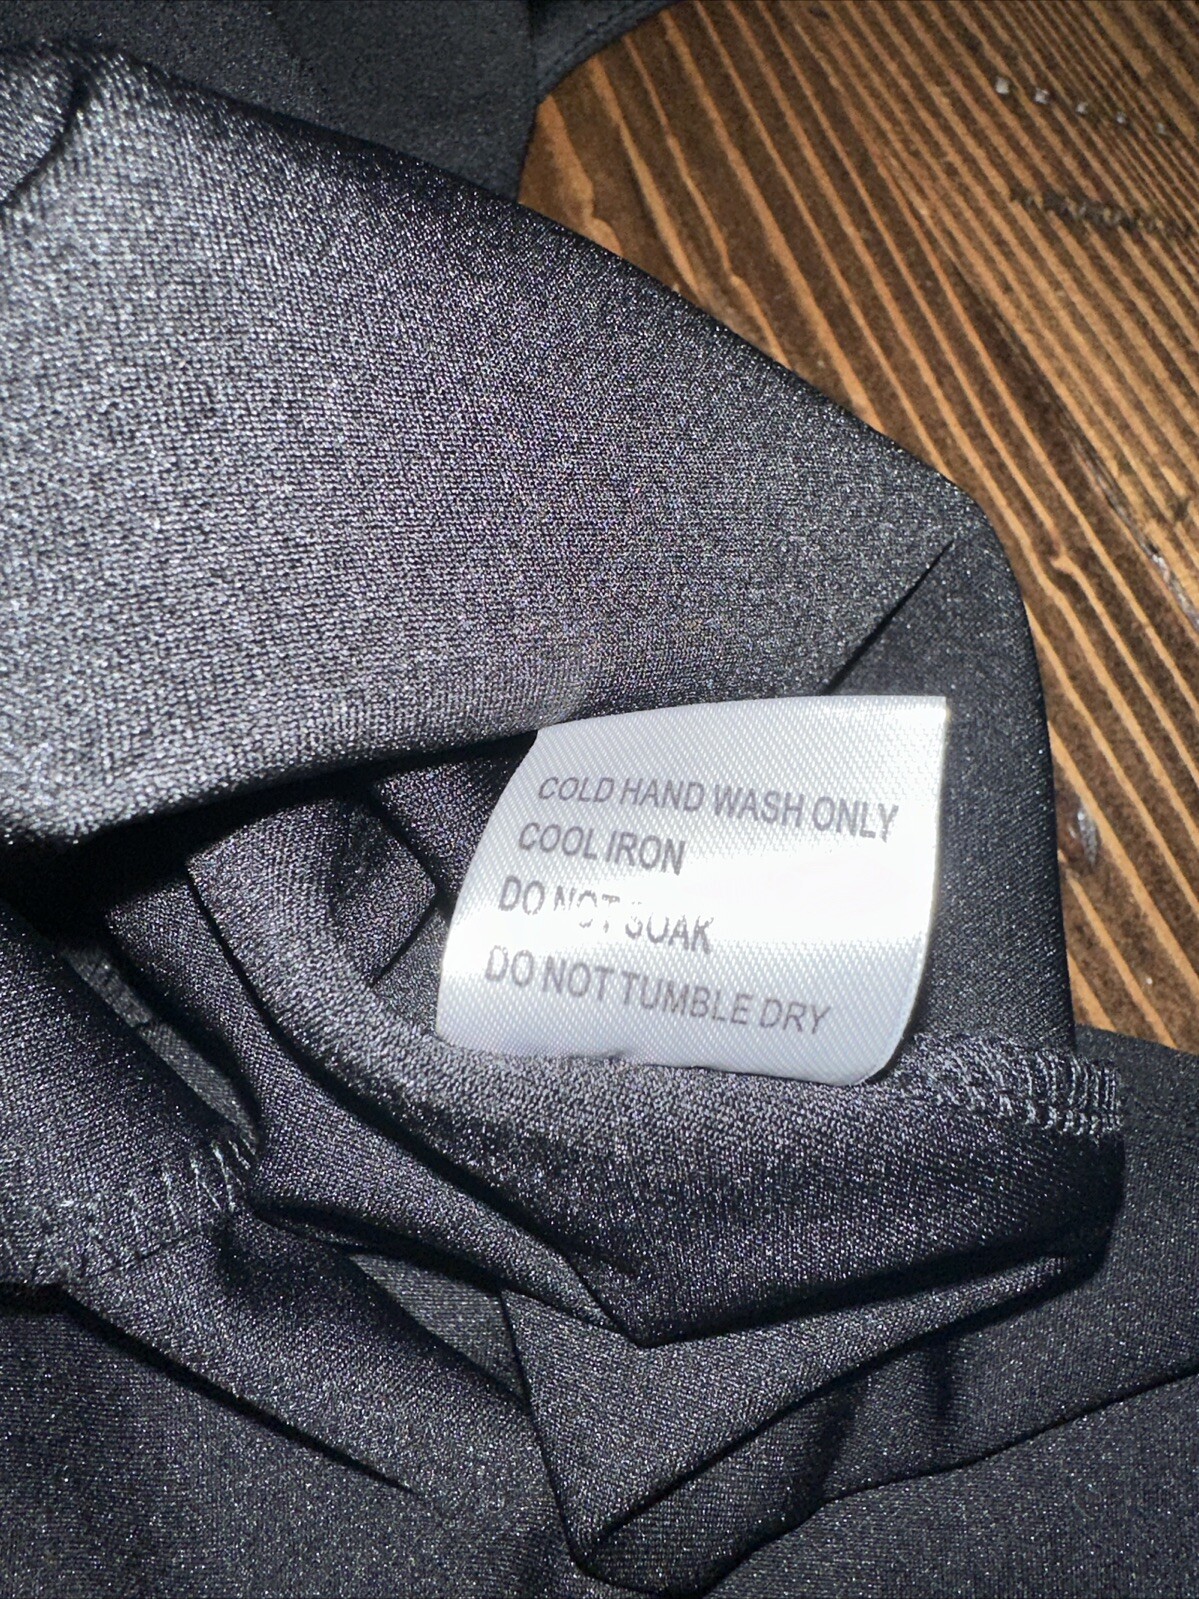 COLD HAND WASH ONLY
COOL IRON
DO NOT SOAK
DO NOT TUMBLE DRY